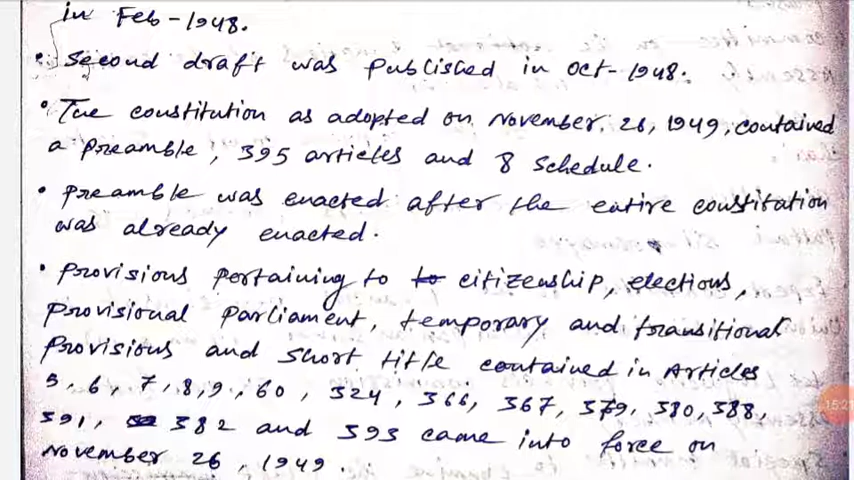 in Feb-1948.
• Second draft was published in Oct-1948.
• The constitution as adopted on November 26, 1949, contained
a preamble, 395 articles and 8 Schedule.
• Preamble was enacted after the entire constitution
was already enacted.
• Provisions pertaining to to citizenship, elections,
Provisional Parliament, temporary and transitional
Provisions and short title contained in Articles
5, 6, 7, 8, 9, 60, 324, 366, 367, 379, 380, 388,
391, 382 and 393 came into force on
November 26, 1949.
15:21